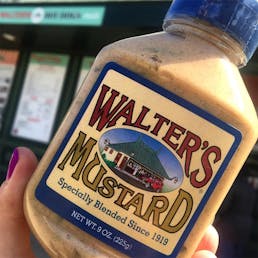 WALTER'S
MUSTARD
Specially Blended Since 1919
NET WT. 9 OZ. (225g)